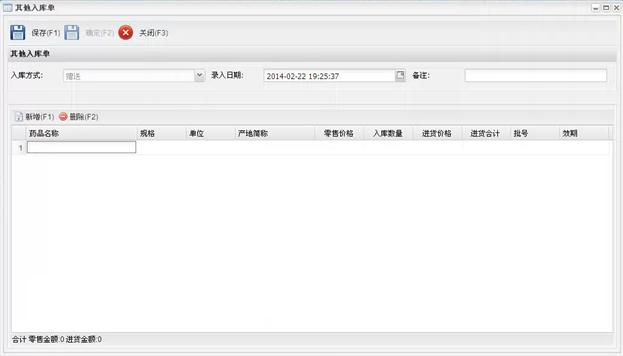 其他入库单
保存(F1) 确定(F2) 关闭(F3)
其他入库单
入库方式: 赠送 录入日期: 2014-02-22 19:25:37 备注:
新增(F1) 删除(F2)
药品名称 规格 单位 产地简称 零售价格 入库数量 进货价格 进货合计 批号 效期
1
合计 零售金额:0 进货金额:0